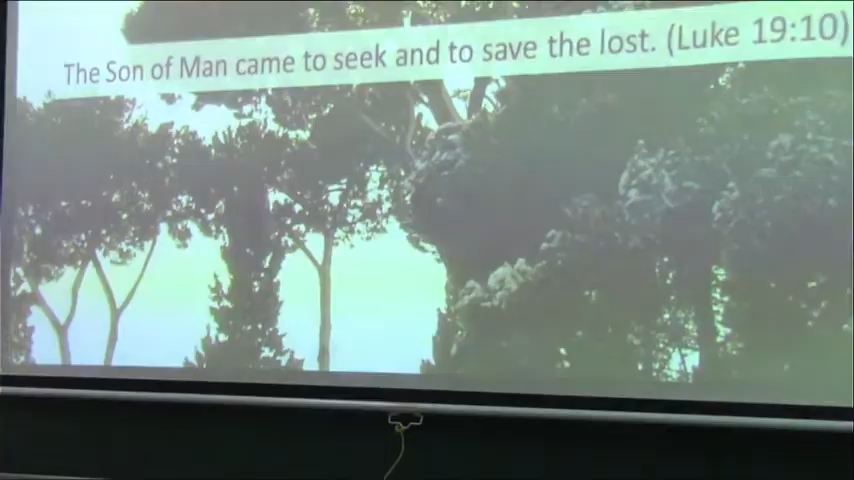 The Son of Man came to seek and to save the lost. (Luke 19:10)